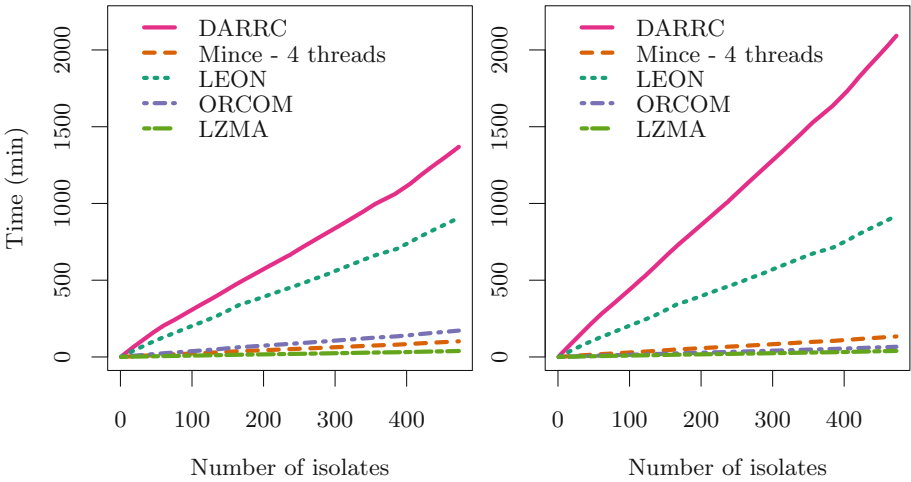 DARRC
Mince - 4 threads
LEON
ORCOM
LZMA
Time (min)
2000
1500
1000
500
0
0 100 200 300 400
Number of isolates
DARRC
Mince - 4 threads
LEON
ORCOM
LZMA
2000
1500
1000
500
0
0 100 200 300 400
Number of isolates